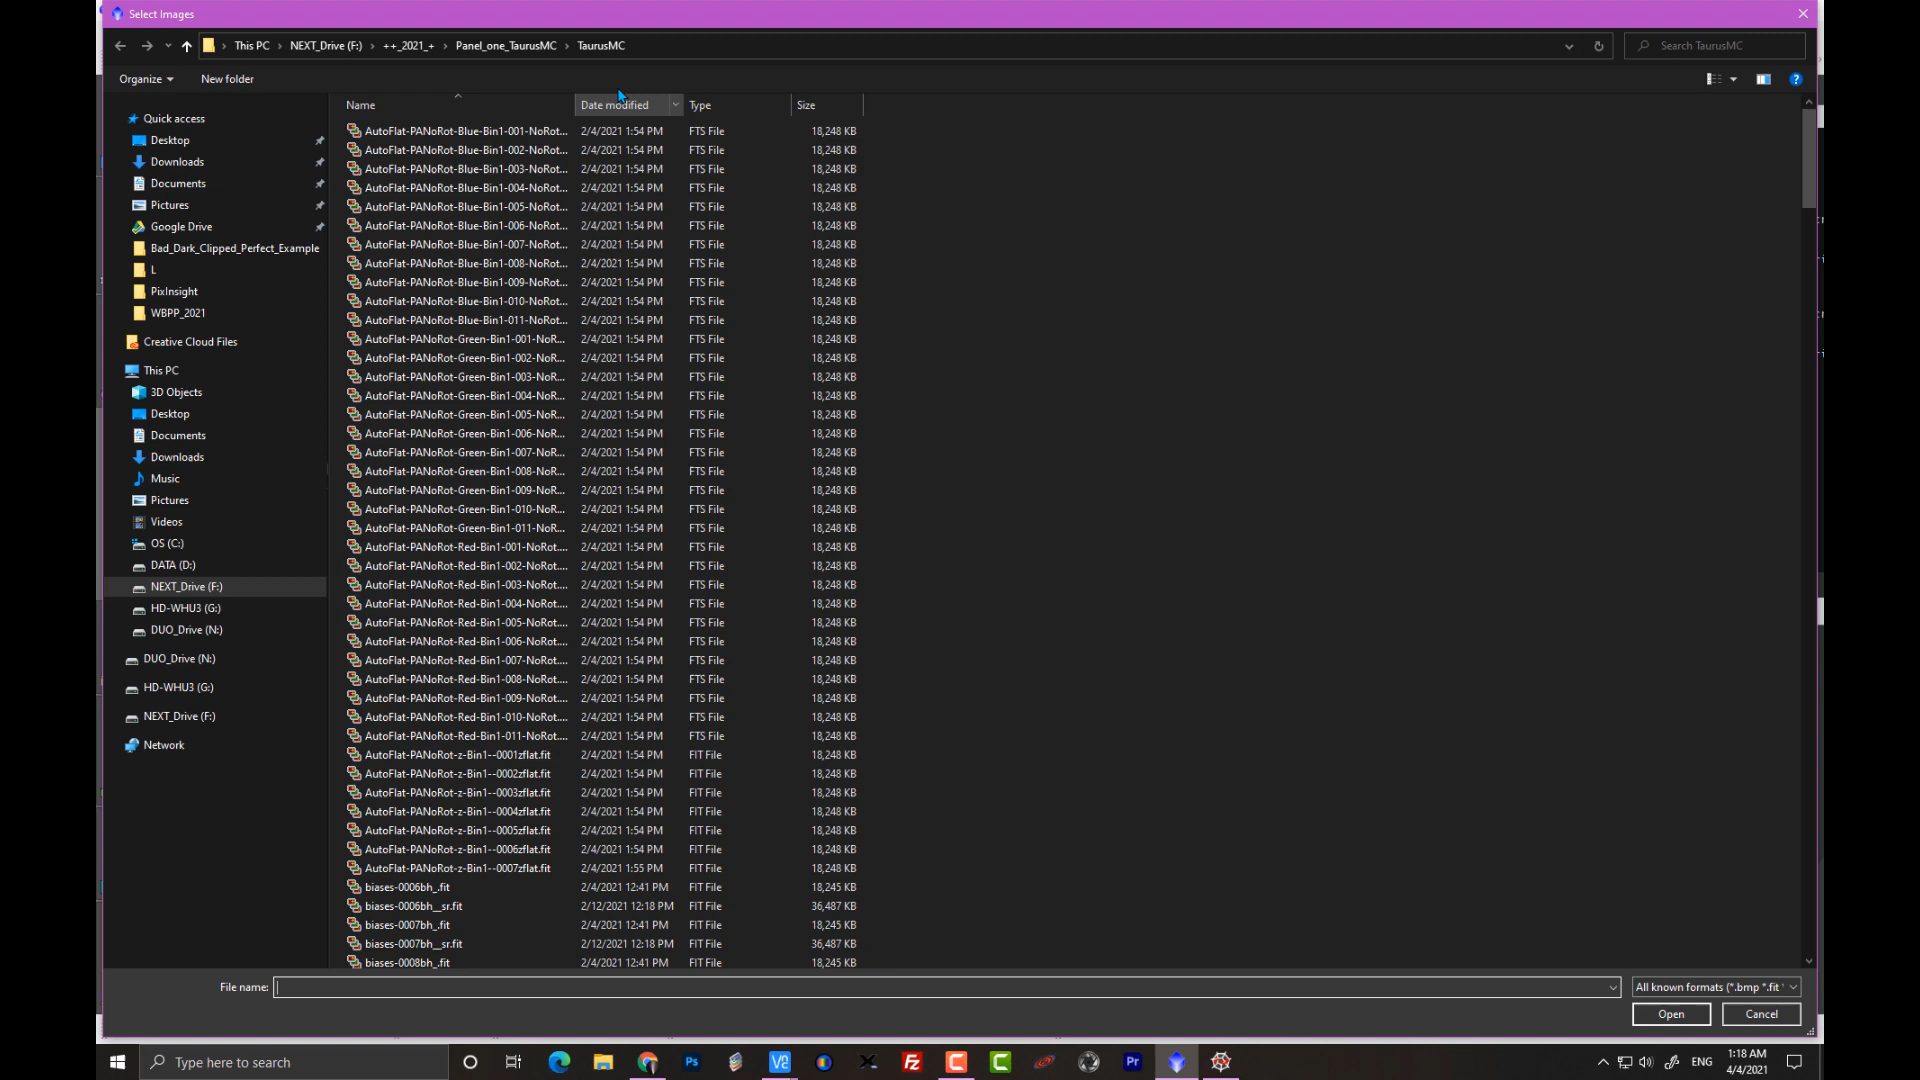 Select Images
This PC > NEXT_Drive (F:) > ++_2021_+ > Panel_one_TaurusMC > TaurusMC
Search TaurusMC
Organize
New folder
Name
Date modified
Type
Size
Quick access
Desktop
Downloads
Documents
Pictures
Google Drive
Bad_Dark_Clipped_Perfect_Example
L
PixInsight
WBPP_2021
Creative Cloud Files
This PC
3D Objects
Desktop
Documents
Downloads
Music
Pictures
Videos
OS (C:)
DATA (D:)
NEXT_Drive (F:)
HD-WHU3 (G:)
DUO_Drive (N:)
DUO_Drive (N:)
HD-WHU3 (G:)
NEXT_Drive (F:)
Network
AutoFlat-PANoRot-Blue-Bin1-001-NoRot... 2/4/2021 1:54 PM FTS File 18,248 KB
AutoFlat-PANoRot-Blue-Bin1-002-NoRot... 2/4/2021 1:54 PM FTS File 18,248 KB
AutoFlat-PANoRot-Blue-Bin1-003-NoRot... 2/4/2021 1:54 PM FTS File 18,248 KB
AutoFlat-PANoRot-Blue-Bin1-004-NoRot... 2/4/2021 1:54 PM FTS File 18,248 KB
AutoFlat-PANoRot-Blue-Bin1-005-NoRot... 2/4/2021 1:54 PM FTS File 18,248 KB
AutoFlat-PANoRot-Blue-Bin1-006-NoRot... 2/4/2021 1:54 PM FTS File 18,248 KB
AutoFlat-PANoRot-Blue-Bin1-007-NoRot... 2/4/2021 1:54 PM FTS File 18,248 KB
AutoFlat-PANoRot-Blue-Bin1-008-NoRot... 2/4/2021 1:54 PM FTS File 18,248 KB
AutoFlat-PANoRot-Blue-Bin1-009-NoRot... 2/4/2021 1:54 PM FTS File 18,248 KB
AutoFlat-PANoRot-Blue-Bin1-010-NoRot... 2/4/2021 1:54 PM FTS File 18,248 KB
AutoFlat-PANoRot-Blue-Bin1-011-NoRot... 2/4/2021 1:54 PM FTS File 18,248 KB
AutoFlat-PANoRot-Green-Bin1-001-NoR... 2/4/2021 1:54 PM FTS File 18,248 KB
AutoFlat-PANoRot-Green-Bin1-002-NoR... 2/4/2021 1:54 PM FTS File 18,248 KB
AutoFlat-PANoRot-Green-Bin1-003-NoR... 2/4/2021 1:54 PM FTS File 18,248 KB
AutoFlat-PANoRot-Green-Bin1-004-NoR... 2/4/2021 1:54 PM FTS File 18,248 KB
AutoFlat-PANoRot-Green-Bin1-005-NoR... 2/4/2021 1:54 PM FTS File 18,248 KB
AutoFlat-PANoRot-Green-Bin1-006-NoR... 2/4/2021 1:54 PM FTS File 18,248 KB
AutoFlat-PANoRot-Green-Bin1-007-NoR... 2/4/2021 1:54 PM FTS File 18,248 KB
AutoFlat-PANoRot-Green-Bin1-008-NoR... 2/4/2021 1:54 PM FTS File 18,248 KB
AutoFlat-PANoRot-Green-Bin1-009-NoR... 2/4/2021 1:54 PM FTS File 18,248 KB
AutoFlat-PANoRot-Green-Bin1-010-NoR... 2/4/2021 1:54 PM FTS File 18,248 KB
AutoFlat-PANoRot-Green-Bin1-011-NoR... 2/4/2021 1:54 PM FTS File 18,248 KB
AutoFlat-PANoRot-Red-Bin1-001-NoRot.... 2/4/2021 1:54 PM FTS File 18,248 KB
AutoFlat-PANoRot-Red-Bin1-002-NoRot.... 2/4/2021 1:54 PM FTS File 18,248 KB
AutoFlat-PANoRot-Red-Bin1-003-NoRot.... 2/4/2021 1:54 PM FTS File 18,248 KB
AutoFlat-PANoRot-Red-Bin1-004-NoRot.... 2/4/2021 1:54 PM FTS File 18,248 KB
AutoFlat-PANoRot-Red-Bin1-005-NoRot.... 2/4/2021 1:54 PM FTS File 18,248 KB
AutoFlat-PANoRot-Red-Bin1-006-NoRot.... 2/4/2021 1:54 PM FTS File 18,248 KB
AutoFlat-PANoRot-Red-Bin1-007-NoRot.... 2/4/2021 1:54 PM FTS File 18,248 KB
AutoFlat-PANoRot-Red-Bin1-008-NoRot.... 2/4/2021 1:54 PM FTS File 18,248 KB
AutoFlat-PANoRot-Red-Bin1-009-NoRot.... 2/4/2021 1:54 PM FTS File 18,248 KB
AutoFlat-PANoRot-Red-Bin1-010-NoRot.... 2/4/2021 1:54 PM FTS File 18,248 KB
AutoFlat-PANoRot-Red-Bin1-011-NoRot.... 2/4/2021 1:54 PM FTS File 18,248 KB
AutoFlat-PANoRot-z-Bin1--0001zflat.fit 2/4/2021 1:54 PM FIT File 18,248 KB
AutoFlat-PANoRot-z-Bin1--0002zflat.fit 2/4/2021 1:54 PM FIT File 18,248 KB
AutoFlat-PANoRot-z-Bin1--0003zflat.fit 2/4/2021 1:54 PM FIT File 18,248 KB
AutoFlat-PANoRot-z-Bin1--0004zflat.fit 2/4/2021 1:54 PM FIT File 18,248 KB
AutoFlat-PANoRot-z-Bin1--0005zflat.fit 2/4/2021 1:54 PM FIT File 18,248 KB
AutoFlat-PANoRot-z-Bin1--0006zflat.fit 2/4/2021 1:54 PM FIT File 18,248 KB
AutoFlat-PANoRot-z-Bin1--0007zflat.fit 2/4/2021 1:55 PM FIT File 18,248 KB
biases-0006bh_.fit 2/4/2021 12:41 PM FIT File 18,245 KB
biases-0006bh__sr.fit 2/12/2021 12:18 PM FIT File 36,487 KB
biases-0007bh_.fit 2/4/2021 12:41 PM FIT File 18,245 KB
biases-0007bh__sr.fit 2/12/2021 12:18 PM FIT File 36,487 KB
biases-0008bh_.fit 2/4/2021 12:41 PM FIT File 18,245 KB
File name:
All known formats (*.bmp *.fit *
Open
Cancel
Type here to search
Ps
VE
Fz
C
C
Pr
ENG
1:18 AM
4/4/2021